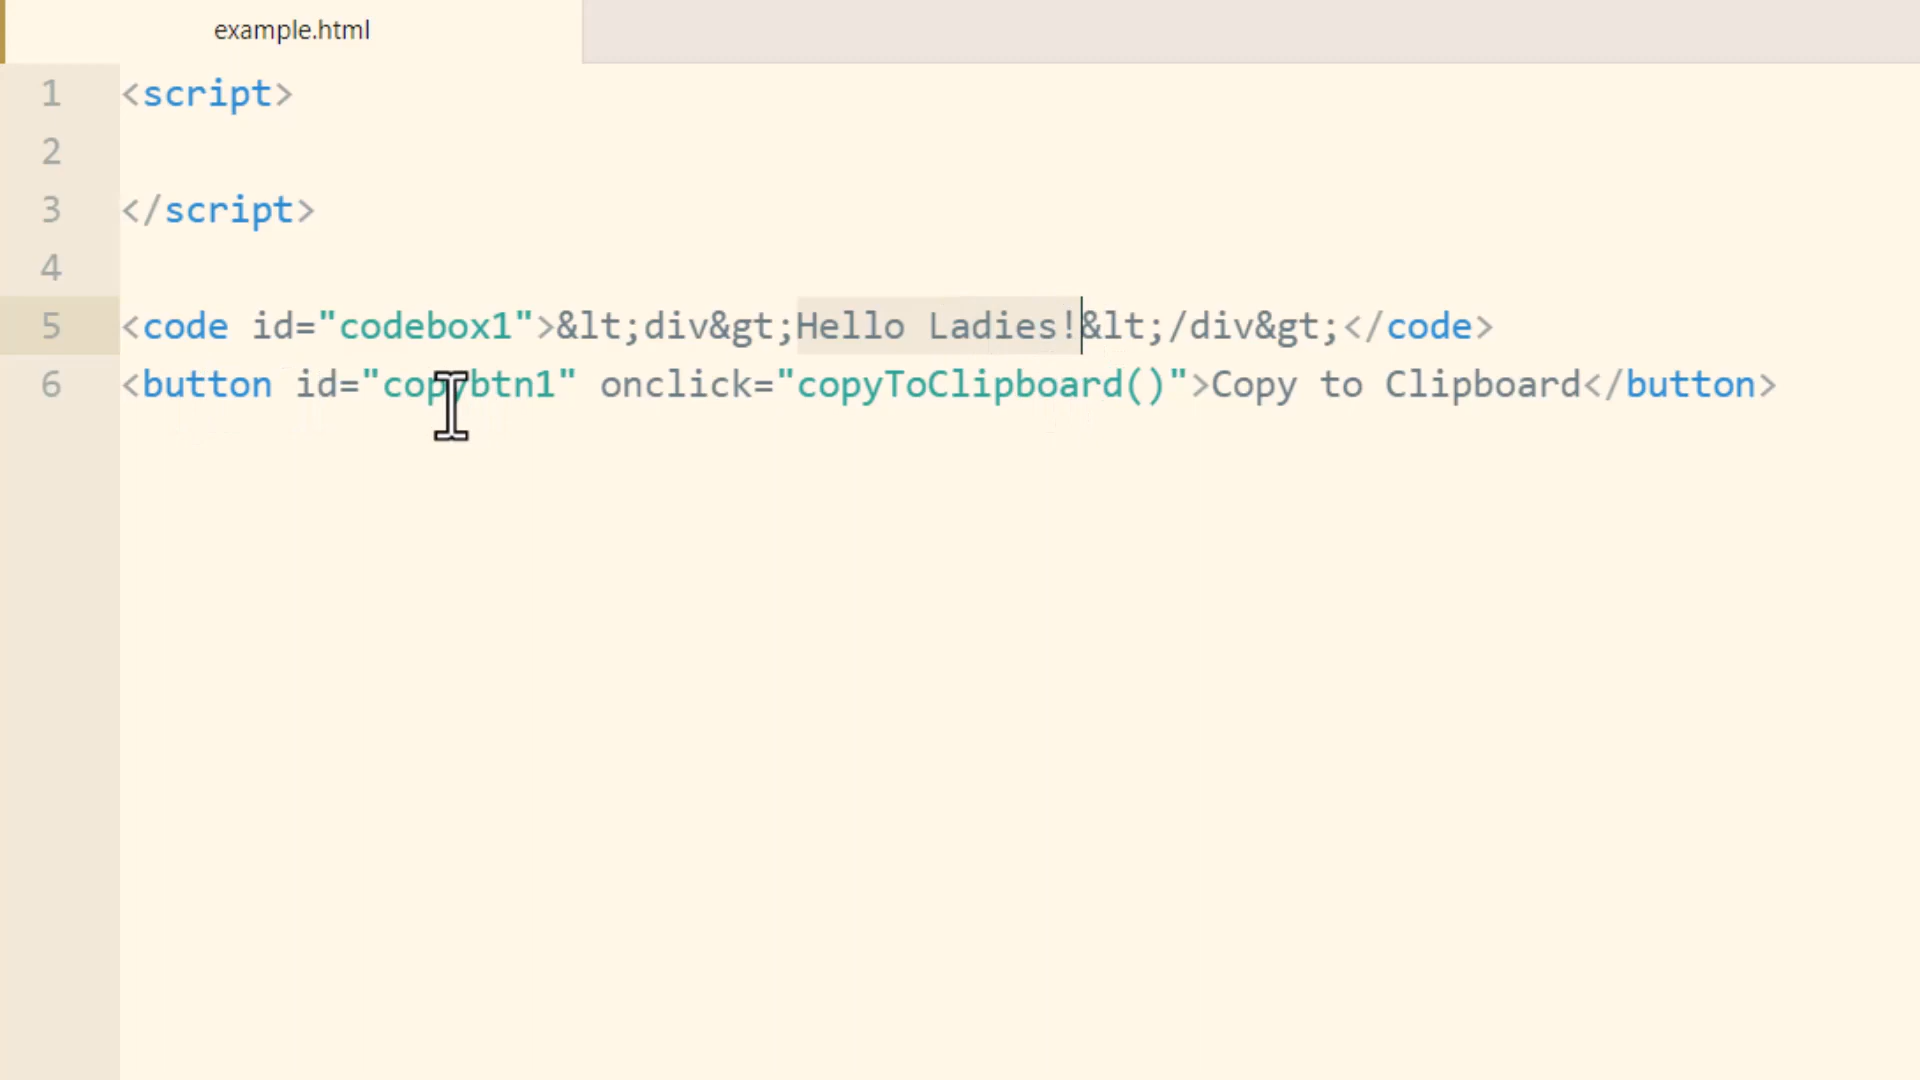 example.html
1 <script>
2
3 </script>
4
5 <code id="codebox1">&lt;div&gt;Hello Ladies!&lt;/div&gt;</code>
6 <button id="copybtn1" onclick="copyToClipboard()">Copy to Clipboard</button>